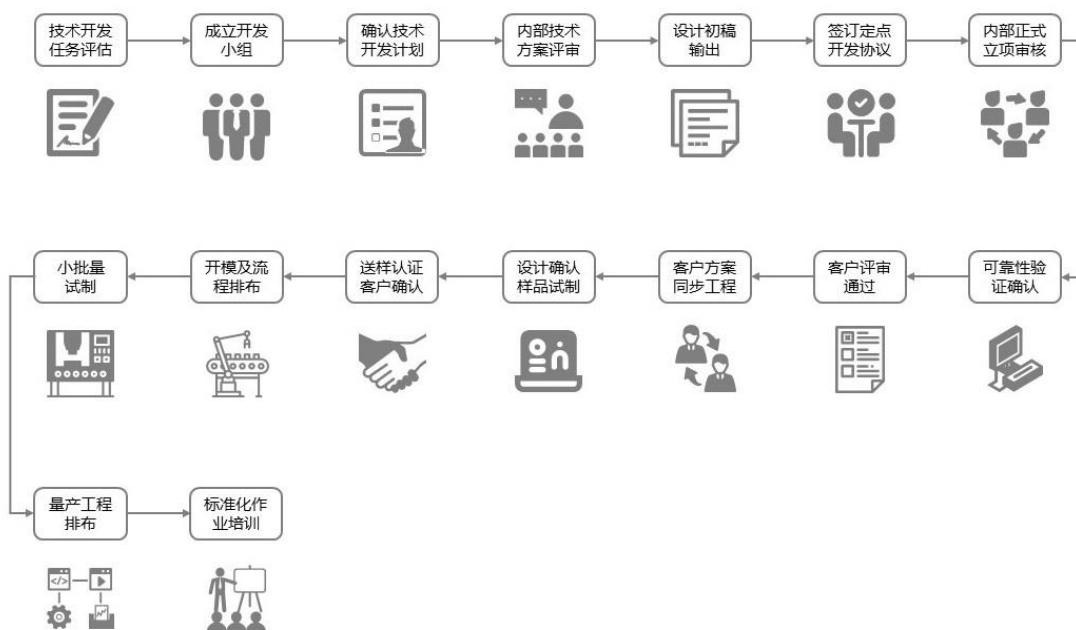 技术开发
任务评估
成立开发
小组
确认技术
开发计划
内部技术
方案评审
设计初稿
输出
签订定点
开发协议
内部正式
立项审核
可靠性验
证确认
客户评审
通过
客户方案
同步工程
设计确认
样品试制
送样认证
客户确认
开模及流
程排布
小批量
试制
量产工程
排布
标准化作
业培训